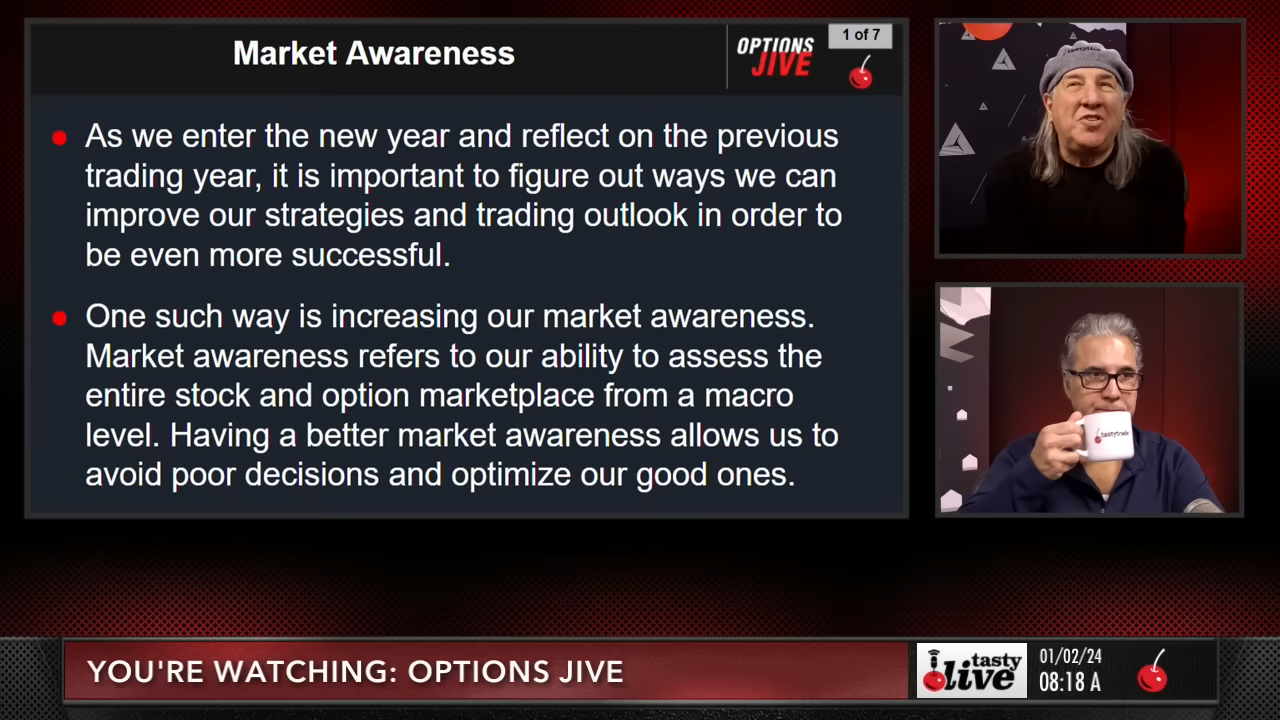 Market Awareness
OPTIONS
JIVE
1 of 7
As we enter the new year and reflect on the previous
trading year, it is important to figure out ways we can
improve our strategies and trading outlook in order to
be even more successful.
One such way is increasing our market awareness.
Market awareness refers to our ability to assess the
entire stock and option marketplace from a macro
level. Having a better market awareness allows us to
avoid poor decisions and optimize our good ones.
tastylive
tastytrade
YOU'RE WATCHING: OPTIONS JIVE
tasty
live
01/02/24
08:18 A